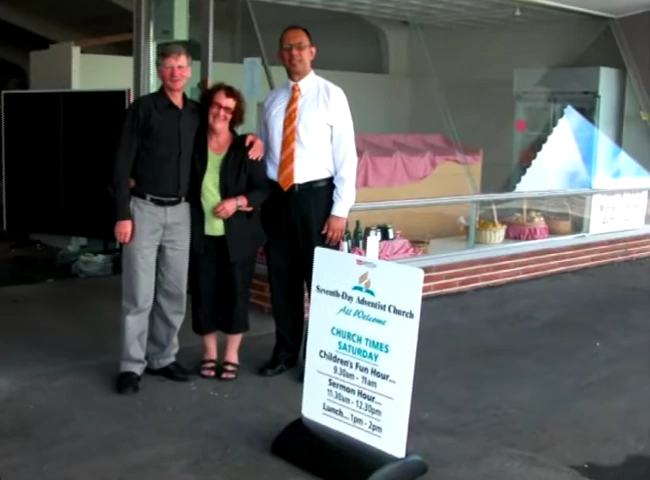 Seventh-Day Adventist Church
All Welcome
CHURCH TIMES
SATURDAY
Children's Fun Hour...
9.30am - 11am
Sermon Hour...
11.30am - 12.30pm
Lunch... 1pm - 2pm